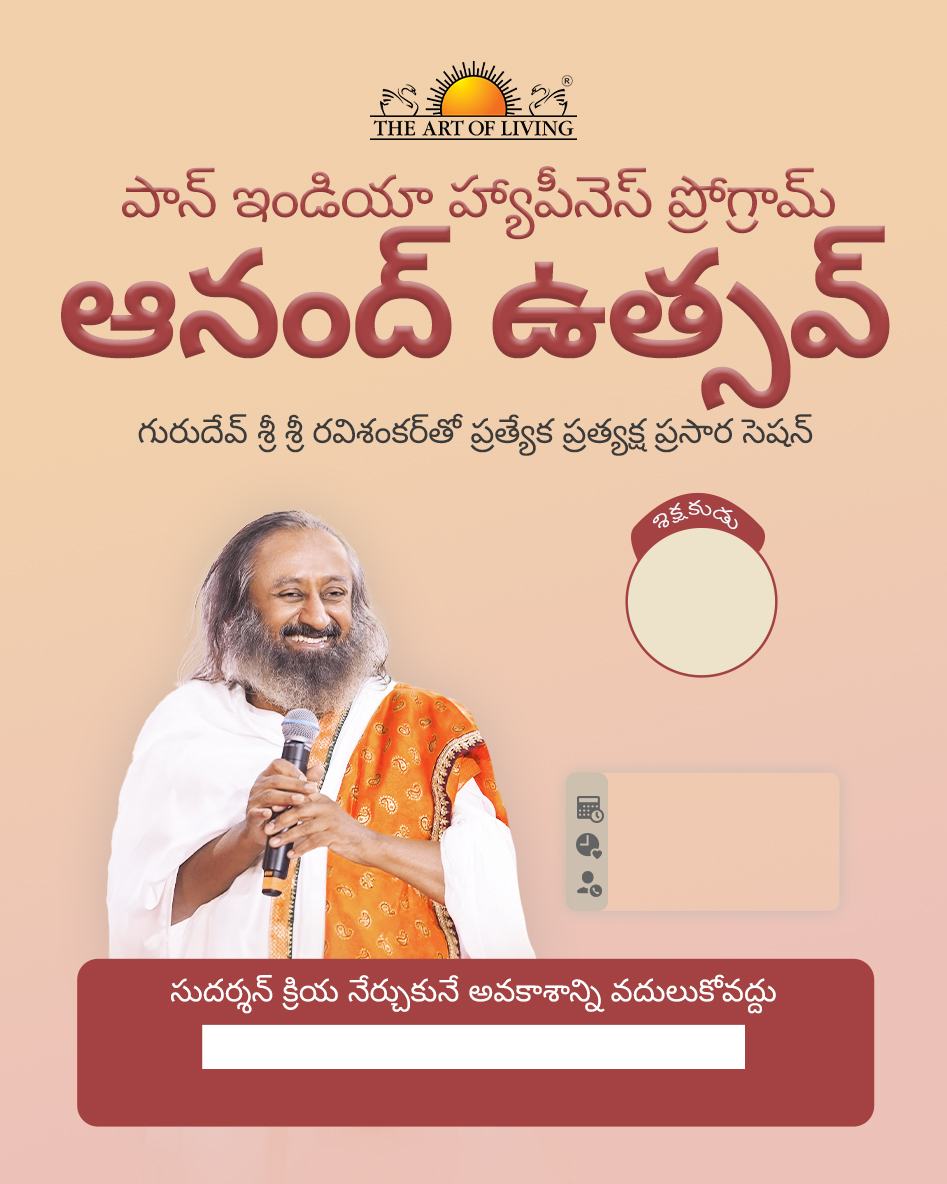 ®
THE ART OF LIVING
పాన్ ఇండియా హ్యాపీనెస్ ప్రోగ్రామ్
ఆనంద్ ఉత్సవ్
గురుదేవ్ శ్రీ శ్రీ రవిశంకర్‌తో ప్రత్యేక ప్రత్యక్ష ప్రసార సెషన్
శిక్షకుడు
సుదర్శన్ క్రియ నేర్చుకునే అవకాశాన్ని వదులుకోవద్దు